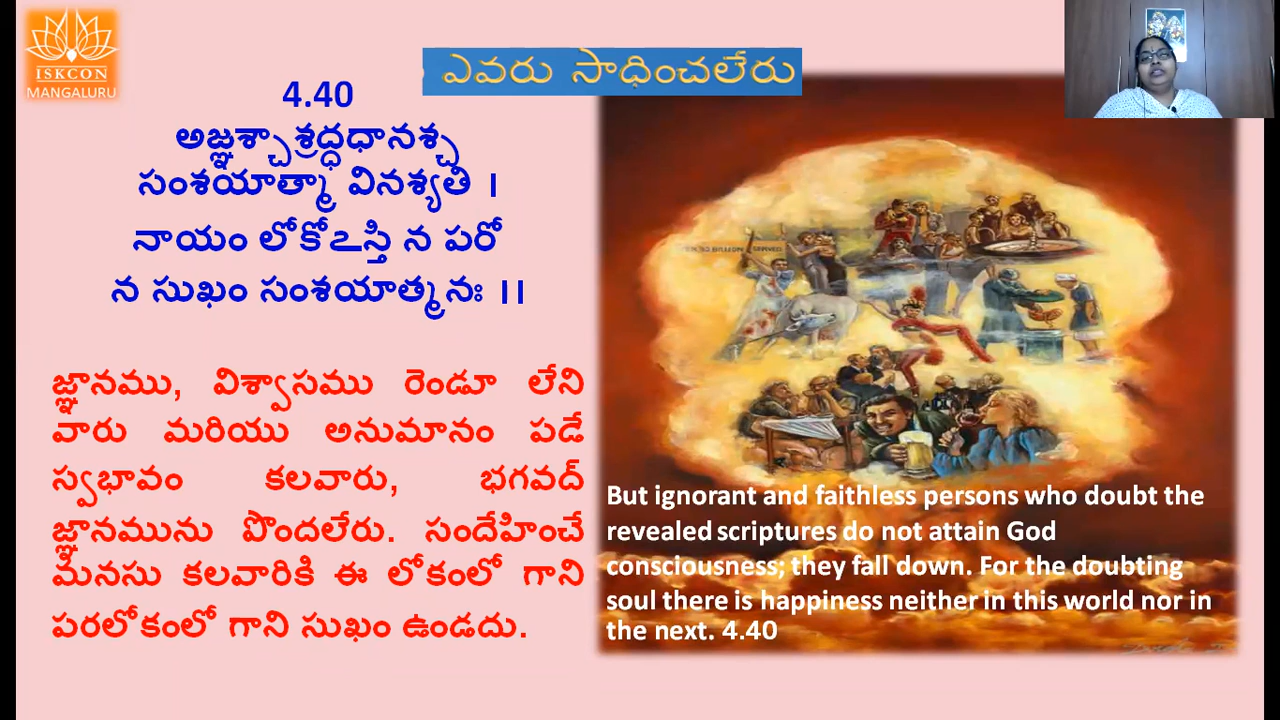 ISKCON
MANGALURU
ఎవరు సాధించలేరు
4.40
అజ్ఞశ్చాశ్రద్ధధానశ్చ
సంశయాత్మా వినశ్యతి ।
నాయం లోకోఽస్తి న పరో
న సుఖం సంశయాత్మనః ।।
జ్ఞానము, విశ్వాసము రెండూ లేని
వారు మరియు అనుమానం పడే
స్వభావం కలవారు, భగవద్
జ్ఞానమును పొందలేరు. సందేహించే
మనసు కలవారికి ఈ లోకంలో గాని
పరలోకంలో గాని సుఖం ఉండదు.
But ignorant and faithless persons who doubt the
revealed scriptures do not attain God
consciousness; they fall down. For the doubting
soul there is happiness neither in this world nor in
the next. 4.40